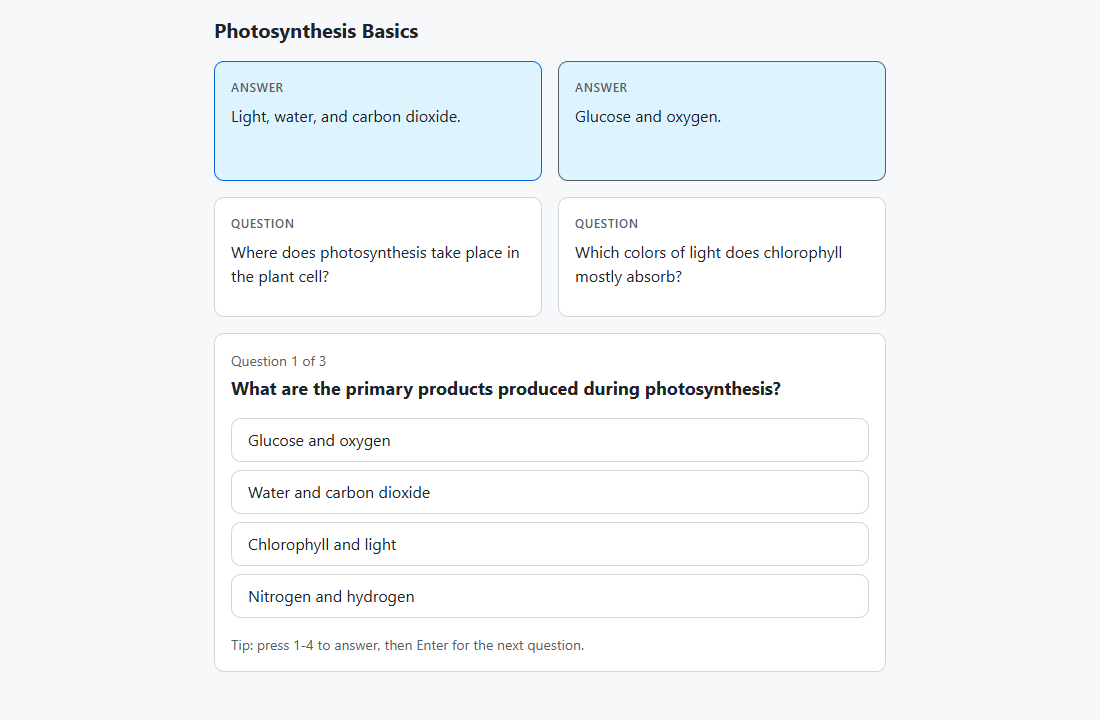 Photosynthesis Basics
ANSWER
Light, water, and carbon dioxide.
ANSWER
Glucose and oxygen.
QUESTION
Where does photosynthesis take place in
the plant cell?
QUESTION
Which colors of light does chlorophyll
mostly absorb?
Question 1 of 3
What are the primary products produced during photosynthesis?
Glucose and oxygen
Water and carbon dioxide
Chlorophyll and light
Nitrogen and hydrogen
Tip: press 1-4 to answer, then Enter for the next question.